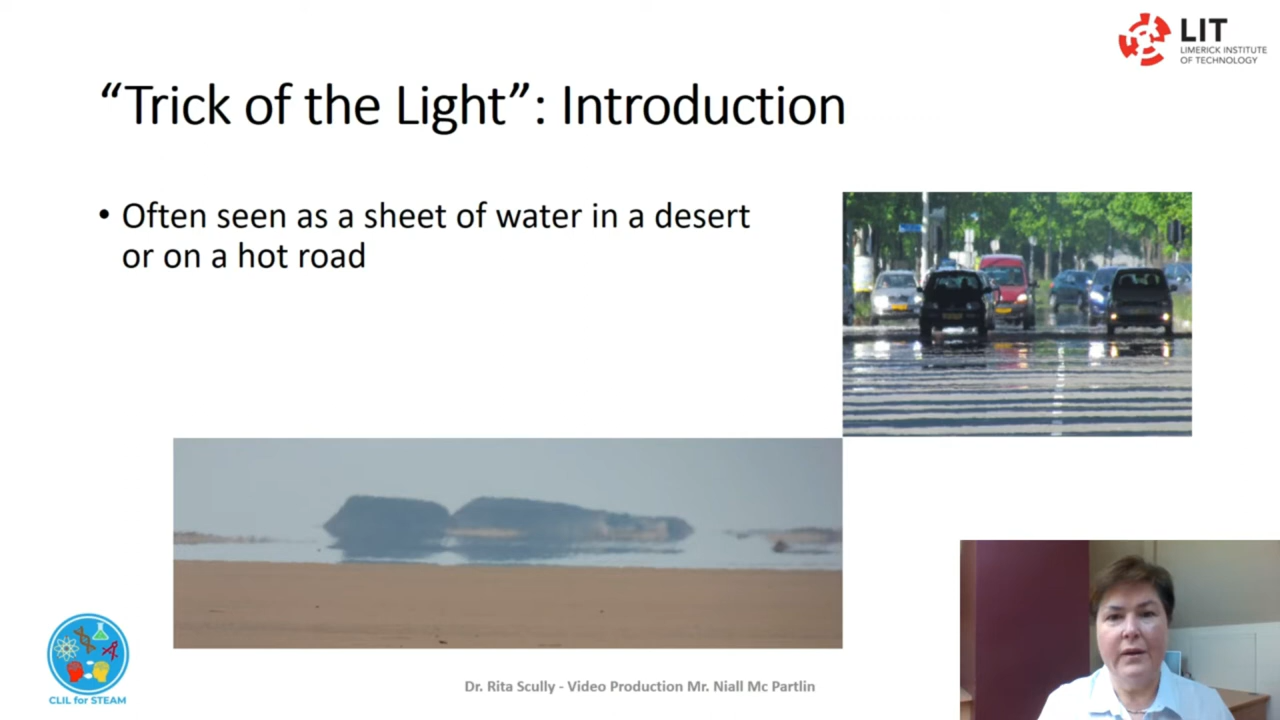 LIT
LIMERICK INSTITUTE
OF TECHNOLOGY
“Trick of the Light”: Introduction
• Often seen as a sheet of water in a desert
or on a hot road
CLIL for STEAM
Dr. Rita Scully - Video Production Mr. Niall Mc Partlin